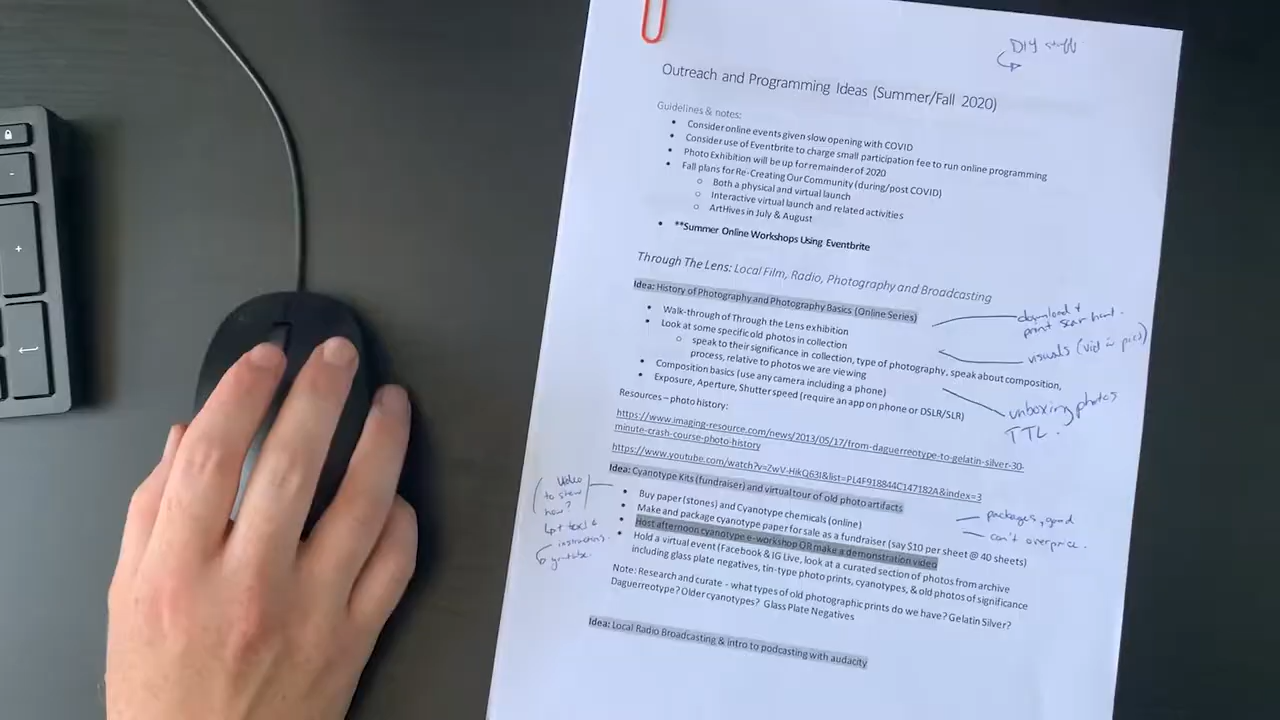 DIY stuff
Outreach and Programming Ideas (Summer/Fall 2020)
Guidelines & notes:
• Consider online events given slow opening with COVID
• Consider use of Eventbrite to charge small participation fee to run online programming
• Photo Exhibition will be up for remainder of 2020
• Fall plans for Re-Creating Our Community (during/post COVID)
o Both a physical and virtual launch
o Interactive virtual launch and related activities
o ArtHives in July & August
• **Summer Online Workshops Using Eventbrite
Through The Lens: Local Film, Radio, Photography and Broadcasting
Idea: History of Photography and Photography Basics (Online Series)
download +
print scav hunt.
• Walk-through of Through the Lens exhibition
• Look at some specific old photos in collection
visuals (vid & pics)
o speak to their significance in collection, type of photography, speak about composition,
process, relative to photos we are viewing
• Composition basics (use any camera including a phone)
• Exposure, Aperture, Shutter speed (require an app on phone or DSLR/SLR)
unboxing photos
TTL.
Resources – photo history:
https://www.imaging-resource.com/news/2013/05/17/from-daguerreotype-to-gelatin-silver-30-
minute-crash-course-photo-history
https://www.youtube.com/watch?v=ZwV-HikQ63I&list=PL4F918844C147182A&index=3
Idea: Cyanotype Kits (fundraiser) and virtual tour of old photo artifacts
video
to show
how?
text &
instructions.
youtube.
• Buy paper (stones) and Cyanotype chemicals (online)
• Make and package cyanotype paper for sale as a fundraiser (say $10 per sheet @ 40 sheets)
packages, good
can't overprice.
• Host afternoon cyanotype e-workshop OR make a demonstration video
• Hold a virtual event (Facebook & IG Live, look at a curated section of photos from archive
including glass plate negatives, tin-type photo prints, cyanotypes, & old photos of significance
Note: Research and curate - what types of old photographic prints do we have? Gelatin Silver?
Daguerreotype? Older cyanotypes? Glass Plate Negatives
Idea: Local Radio Broadcasting & intro to podcasting with audacity
-
+